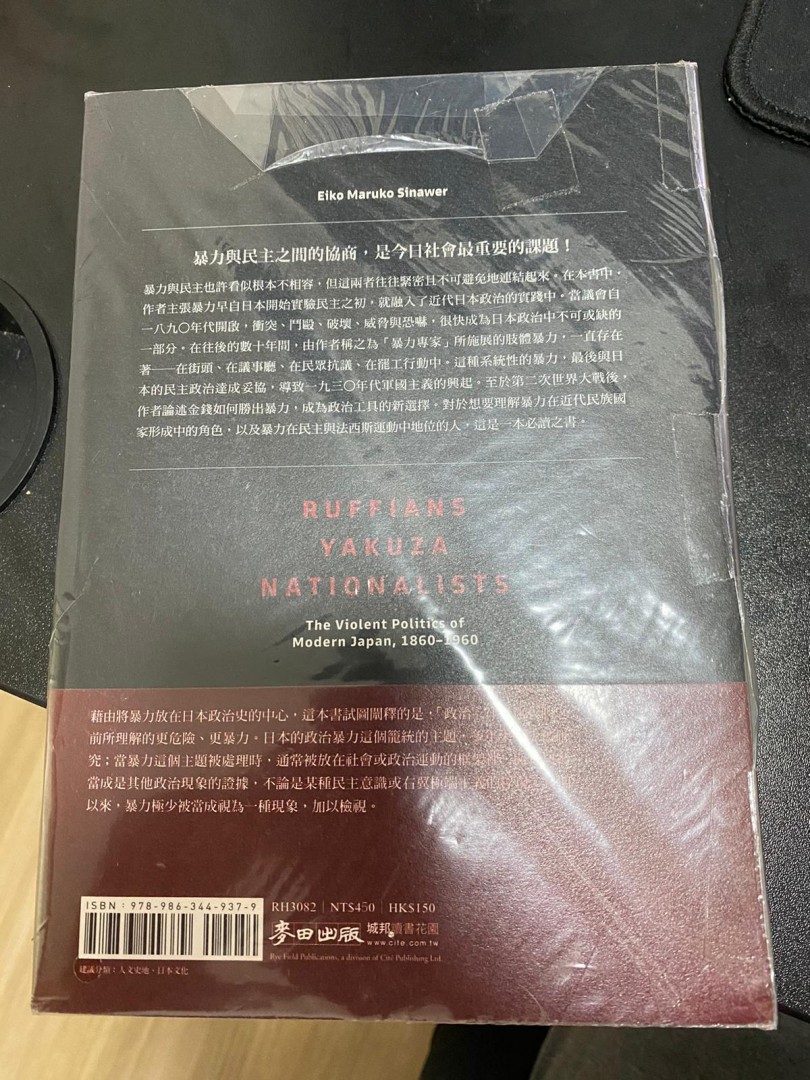 Eiko Maruko Sinawer
暴力與民主之間的協商，是今日社會最重要的課題！
暴力與民主也許看似根本不相容，但這兩者往往緊密且不可避免地連結起來。在本書中，
作者主張暴力早自日本開始實驗民主之初，就融入了近代日本政治的實踐中。當議會自
一八九〇年代開啟，衝突、鬥毆、破壞、威脅與恐嚇，很快成為日本政治中不可或缺的
一部分。在往後的數十年間，由作者稱之為「暴力專家」所施展的肢體暴力，一直存在
著——在街頭、在議事廳、在民眾抗議、在罷工行動中。這種系統性的暴力，最後與日
本的民主政治達成妥協，導致一九三〇年代軍國主義的興起。至於第二次世界大戰後，
作者論述金錢如何勝出暴力，成為政治工具的新選擇。對於想要理解暴力在近代民族國
家形成中的角色，以及暴力在民主與法西斯運動中地位的人，這是一本必讀之書。
RUFFIANS
YAKUZA
NATIONALISTS
The Violent Politics of
Modern Japan, 1860–1960
藉由將暴力放在日本政治史的中心，這本書試圖闡釋的是，「政治
前所理解的更危險、更暴力。日本的政治暴力這個籠統的主題，
究；當暴力這個主題被處理時，通常被放在社會或政治運動的框架
當成是其他政治現象的證據，不論是某種民主意識或右翼極端主義
以來，暴力極少被當成視為一種現象，加以檢視。
ISBN：978-986-344-937-9
RH3082 | NT$450 | HK$150
麥田出版 城邦讀書花園
www.cite.com.tw
Rye Field Publications, a division of Cité Publishing Ltd.
建議分類：人文史地・日本文化